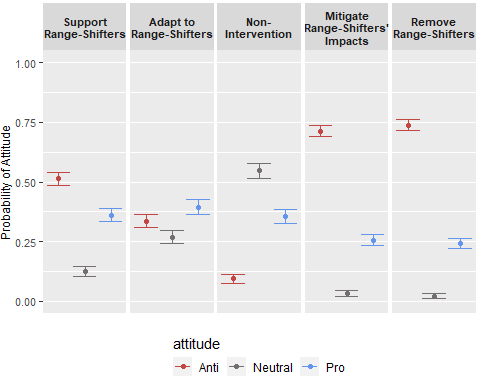 Support
Range-Shifters
Adapt to
Range-Shifters
Non-
Intervention
Mitigate
Range-Shifters'
Impacts
Remove
Range-Shifters
Probability of Attitude
1.00
0.75
0.50
0.25
0.00
attitude
Anti
Neutral
Pro